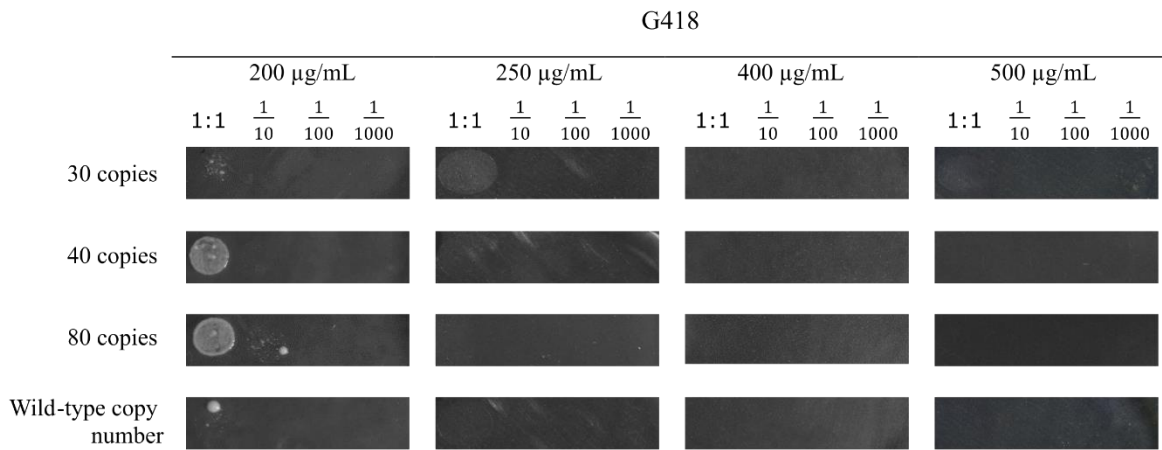 G418
200 µg/mL 250 µg/mL 400 µg/mL 500 µg/mL
1:1 1/10 1/100 1/1000 1:1 1/10 1/100 1/1000 1:1 1/10 1/100 1/1000 1:1 1/10 1/100 1/1000
30 copies
40 copies
80 copies
Wild-type copy
number